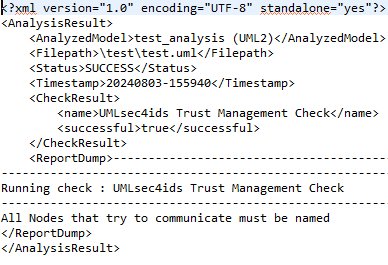 <?xml version="1.0" encoding="UTF-8" standalone="yes"?>
<AnalysisResult>
    <AnalyzedModel>test_analysis (UML2)</AnalyzedModel>
    <Filepath>\test\test.uml</Filepath>
    <Status>SUCCESS</Status>
    <Timestamp>20240803-155940</Timestamp>
    <CheckResult>
        <name>UMLsec4ids Trust Management Check</name>
        <successful>true</successful>
    </CheckResult>
    <ReportDump>---------------------------------------
-------------------------------------------------------
Running check : UMLsec4ids Trust Management Check
-------------------------------------------------------
All Nodes that try to communicate must be named
</ReportDump>
</AnalysisResult>